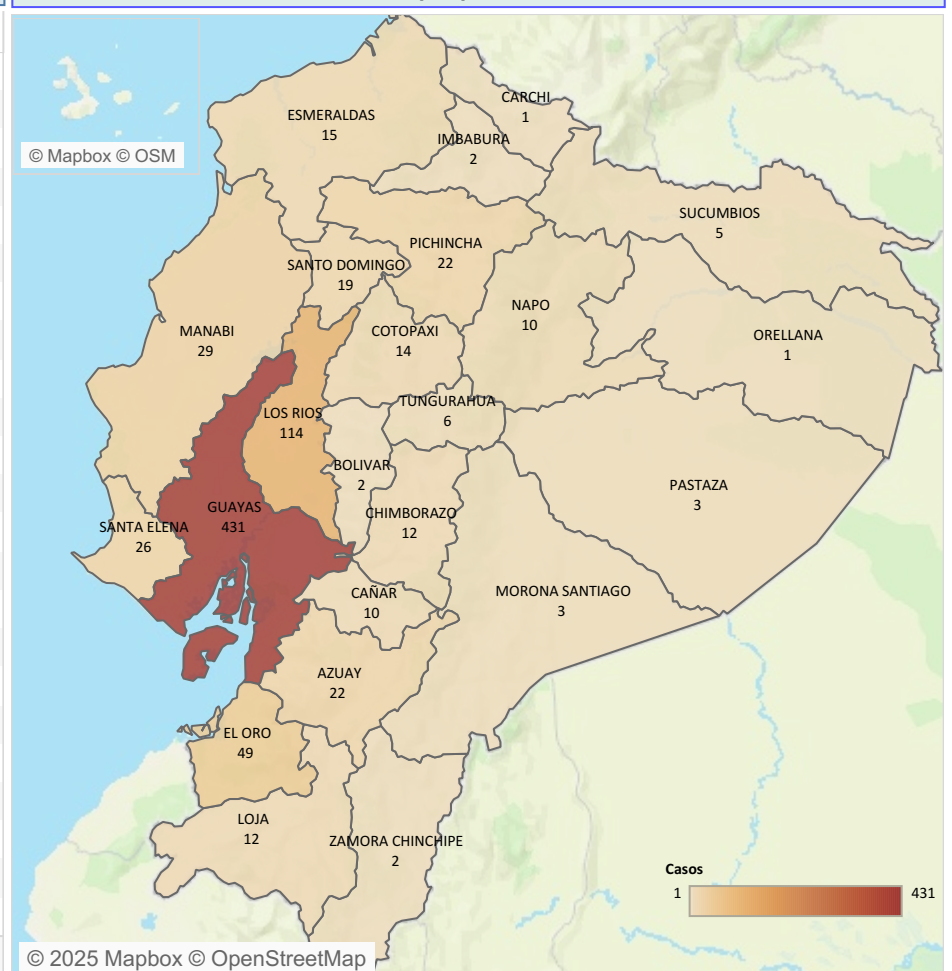 © Mapbox © OSM
CARCHI
1
ESMERALDAS
15
IMBABURA
2
SUCUMBIOS
5
PICHINCHA
22
SANTO DOMINGO
19
NAPO
10
MANABI
29
COTOPAXI
14
ORELLANA
1
TUNGURAHUA
6
LOS RIOS
114
BOLIVAR
2
PASTAZA
3
GUAYAS
431
CHIMBORAZO
12
SANTA ELENA
26
MORONA SANTIAGO
3
CAÑAR
10
AZUAY
22
EL ORO
49
LOJA
12
ZAMORA CHINCHIPE
2
Casos
1
431
© 2025 Mapbox © OpenStreetMap